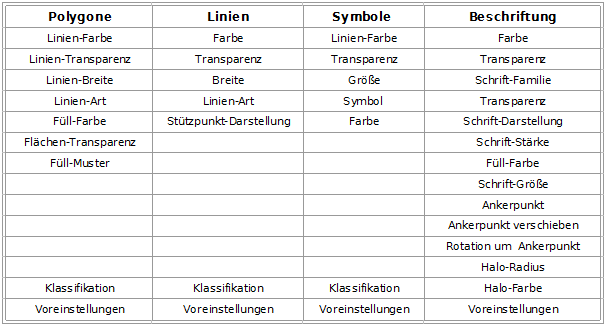 Polygone Linien Symbole Beschriftung
Linien-Farbe Farbe Linien-Farbe Farbe
Linien-Transparenz Transparenz Transparenz Transparenz
Linien-Breite Breite Größe Schrift-Familie
Linien-Art Linien-Art Symbol Transparenz
Füll-Farbe Stützpunkt-Darstellung Farbe Schrift-Darstellung
Flächen-Transparenz Schrift-Stärke
Füll-Muster Füll-Farbe
Schrift-Größe
Ankerpunkt
Ankerpunkt verschieben
Rotation um Ankerpunkt
Halo-Radius
Klassifikation Klassifikation Klassifikation Halo-Farbe
Voreinstellungen Voreinstellungen Voreinstellungen Voreinstellungen